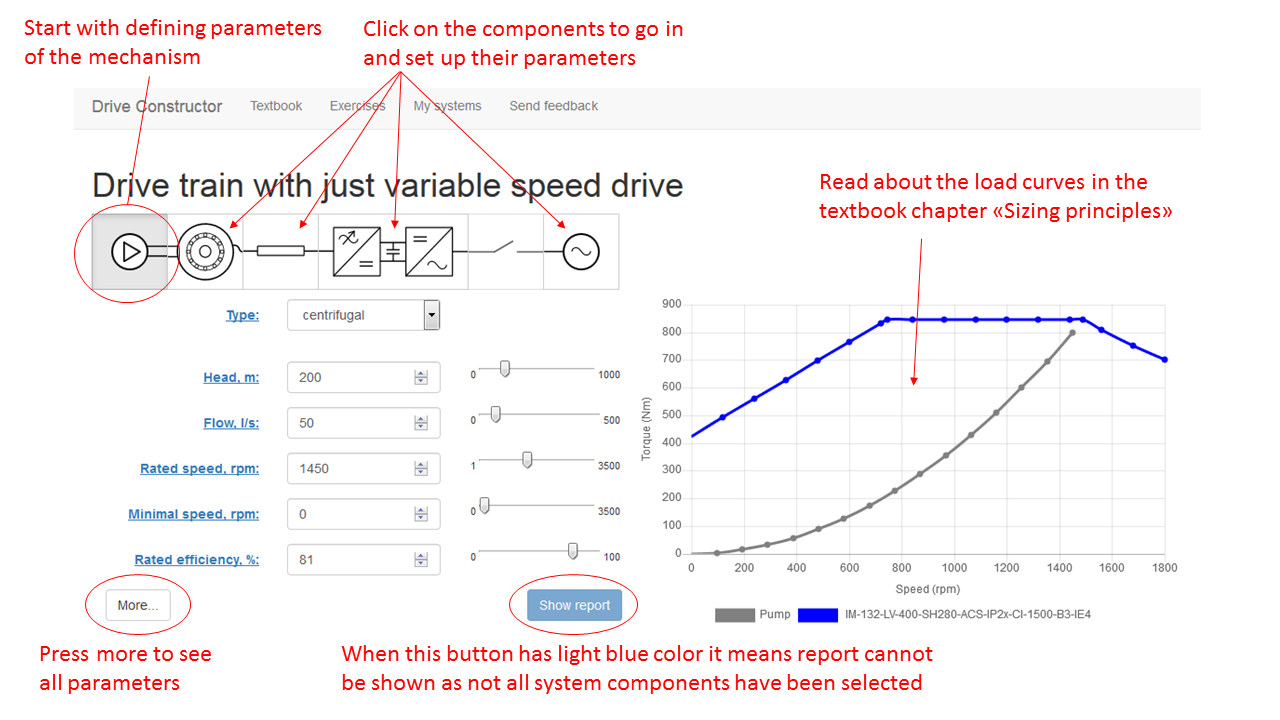 Start with defining parameters
of the mechanism
Click on the components to go in
and set up their parameters
Drive Constructor Textbook Exercises My systems Send feedback
Drive train with just variable speed drive
Read about the load curves in the
textbook chapter «Sizing principles»
Type: centrifugal
Head, m: 200 0 1000
Flow, l/s: 50 0 500
Rated speed, rpm: 1450 1 3500
Minimal speed, rpm: 0 0 3500
Rated efficiency, %: 81 0 100
More...
Show report
900
800
700
600
500
400
300
200
100
0
Torque (Nm)
0 200 400 600 800 1000 1200 1400 1600 1800
Speed (rpm)
Pump IM-132-LV-400-SH280-ACS-IP2x-CI-1500-B3-IE4
Press more to see
all parameters
When this button has light blue color it means report cannot
be shown as not all system components have been selected